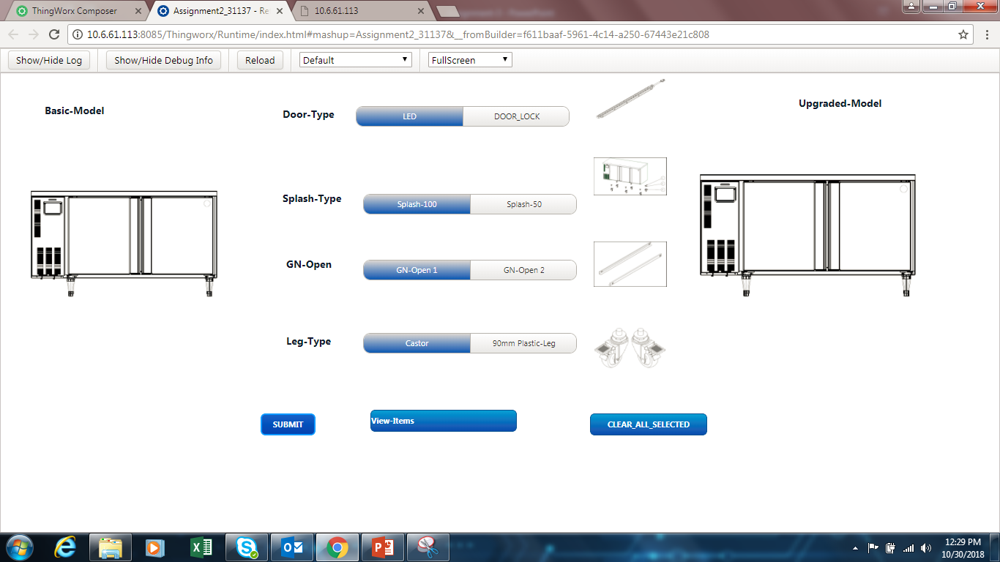 ThingWorx Composer
Assignment2_31137 - Re
10.6.61.113
10.6.61.113:8085/Thingworx/Runtime/index.html#mashup=Assignment2_31137&__fromBuilder=f611baaf-5961-4c14-a250-67443e21c808
Show/Hide Log
Show/Hide Debug Info
Reload
Default
FullScreen
Basic-Model
Door-Type
LED
DOOR_LOCK
Upgraded-Model
Splash-Type
Splash-100
Splash-50
GN-Open
GN-Open 1
GN-Open 2
Leg-Type
Castor
90mm Plastic-Leg
SUBMIT
View-Items
CLEAR_ALL_SELECTED
12:29 PM
10/30/2018